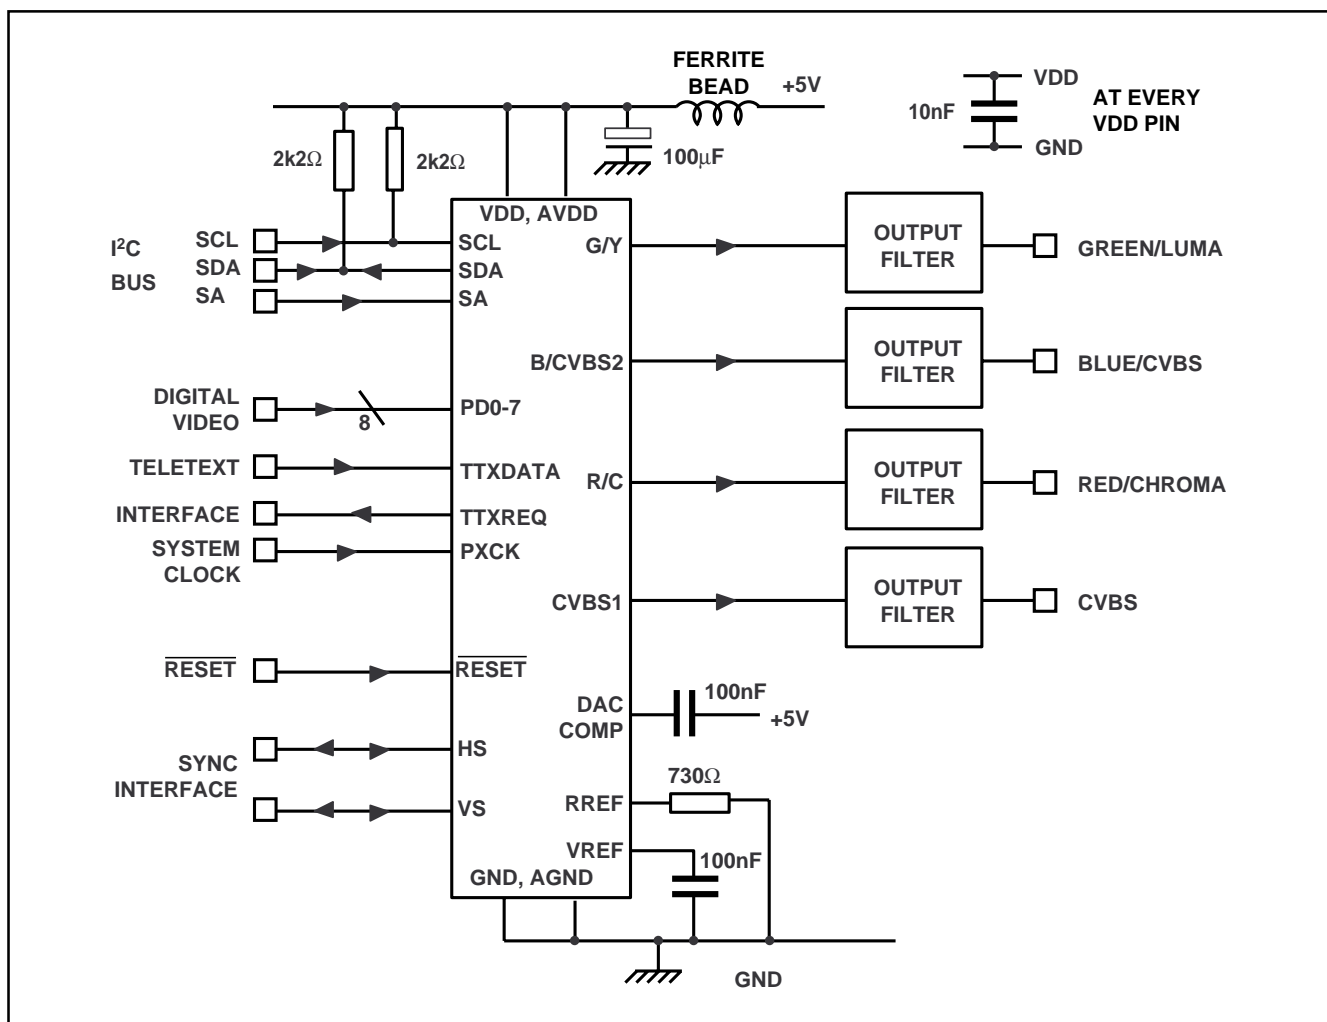 FERRITE
BEAD
+5V
VDD
10nF
AT EVERY
VDD PIN
GND
2k2Ω
2k2Ω
100µF
VDD, AVDD
I²C
BUS
SCL
SDA
SA
SCL
SDA
SA
G/Y
OUTPUT
FILTER
GREEN/LUMA
B/CVBS2
OUTPUT
FILTER
BLUE/CVBS
DIGITAL
VIDEO
8
PD0-7
TELETEXT
TTXDATA
R/C
OUTPUT
FILTER
RED/CHROMA
INTERFACE
TTXREQ
SYSTEM
CLOCK
PXCK
CVBS1
OUTPUT
FILTER
CVBS
RESET
RESET
DAC
COMP
100nF
+5V
SYNC
INTERFACE
HS
VS
730Ω
RREF
VREF
100nF
GND, AGND
GND